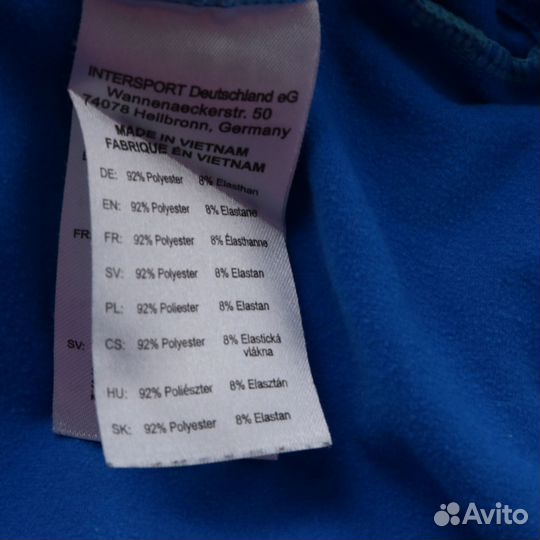 INTERSPORT Deutschland eG
Wannenaeckerstr. 50
74078 Heilbronn, Germany
MADE IN VIETNAM
FABRIQUE EN VIETNAM
DE: 92% Polyester 8% Elasthan
EN: 92% Polyester 8% Elastane
FR: 92% Polyester 8% Élasthanne
SV: 92% Polyester 8% Elastan
PL: 92% Poliester 8% Elastan
CS: 92% Polyester 8% Elastická
vlákna
HU: 92% Poliészter 8% Elasztán
SK: 92% Polyester 8% Elastan
FR:
SV:
Avito